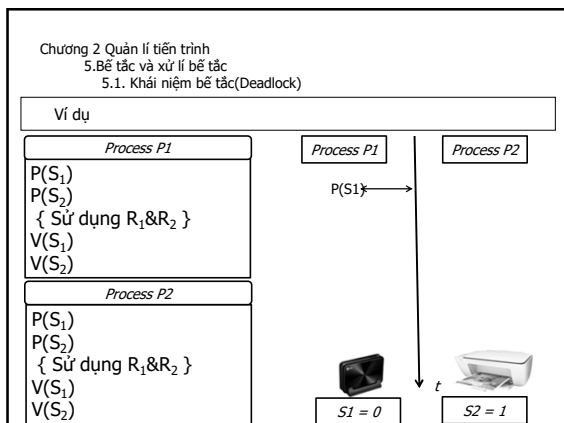 Chương 2 Quản lí tiến trình
5.Bế tắc và xử lí bế tắc
5.1. Khái niệm bế tắc(Deadlock)
Ví dụ
Process P1
P(S₁)
P(S₂)
{ Sử dụng R₁&R₂ }
V(S₁)
V(S₂)
Process P2
P(S₁)
P(S₂)
{ Sử dụng R₁&R₂ }
V(S₁)
V(S₂)
Process P1
Process P2
P(S1)
t
S1 = 0
S2 = 1